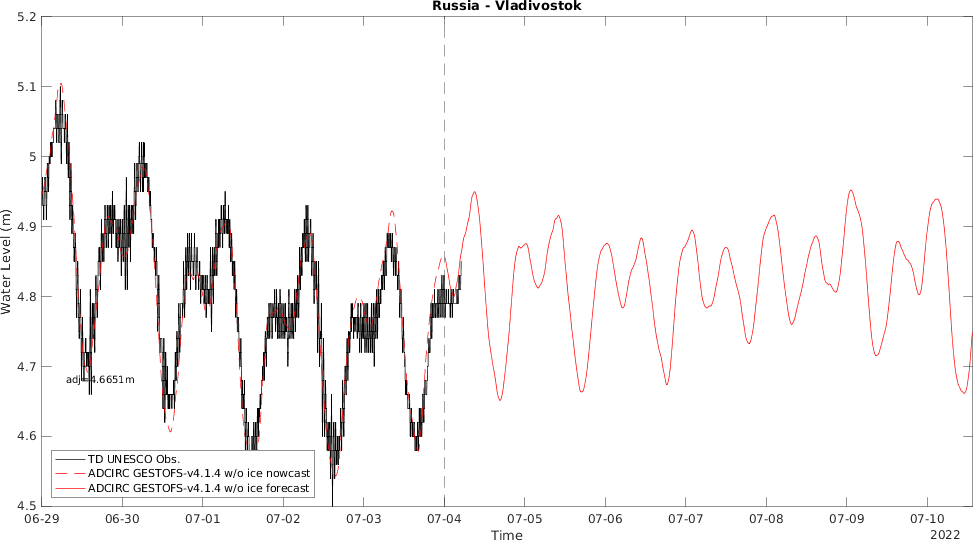 Russia - Vladivostok
5.2
5.1
5
4.9
4.8
4.7
4.6
4.5
Water Level (m)
adj=4.6651m
TD UNESCO Obs.
ADCIRC GESTOFS-v4.1.4 w/o ice nowcast
ADCIRC GESTOFS-v4.1.4 w/o ice forecast
06-29 06-30 07-01 07-02 07-03 07-04 07-05 07-06 07-07 07-08 07-09 07-10
Time
2022